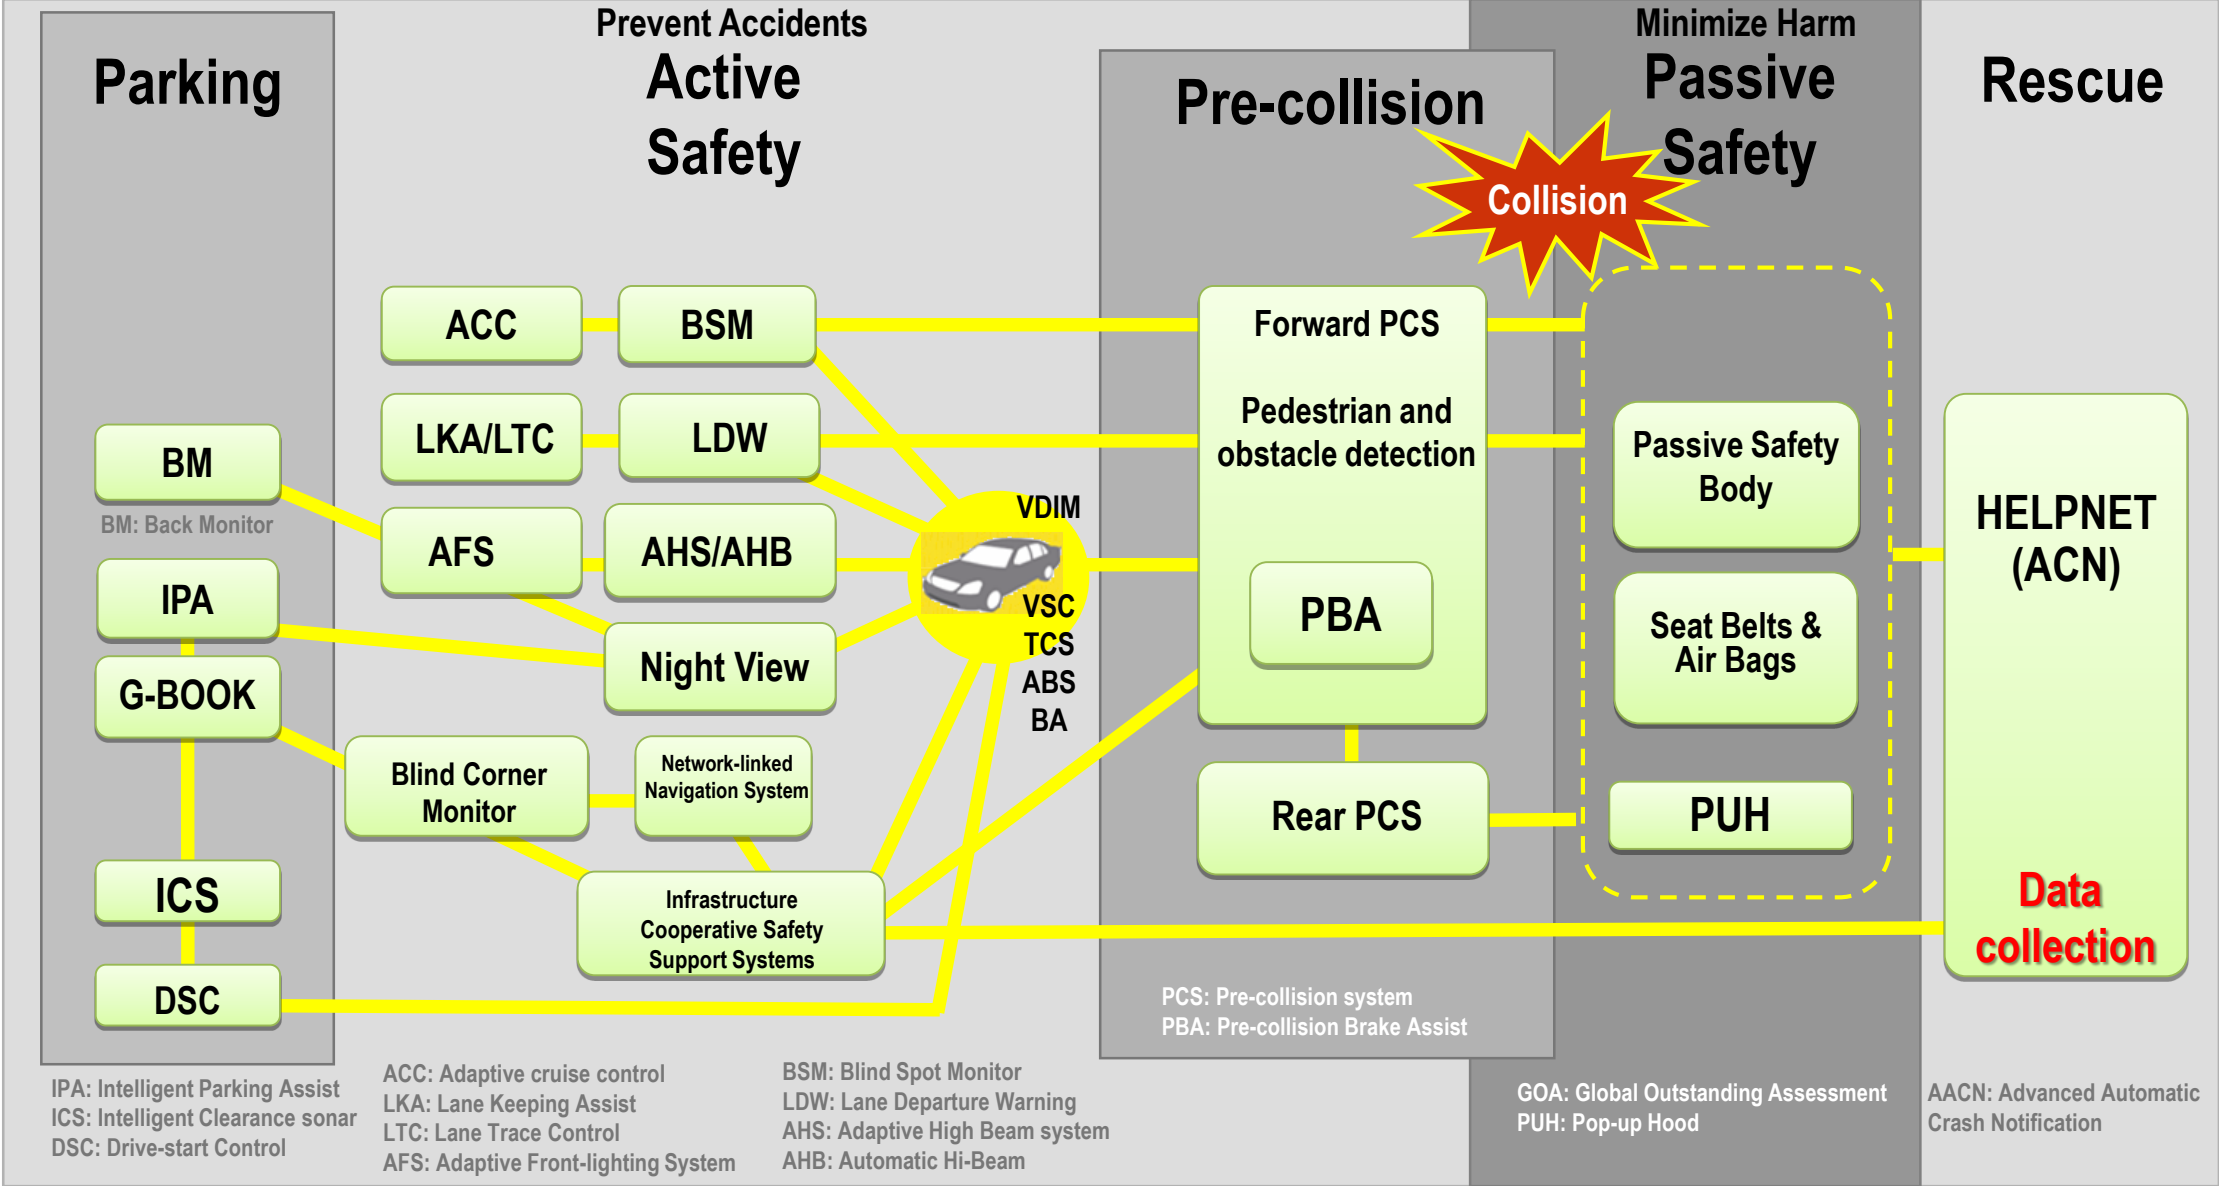 Parking
Prevent Accidents
Active
Safety
Pre-collision
Collision
Minimize Harm
Passive
Safety
Rescue
BM
BM: Back Monitor
IPA
G-BOOK
ICS
DSC
ACC
BSM
LKA/LTC
LDW
AFS
AHS/AHB
Night View
Blind Corner
Monitor
Network-linked
Navigation System
Infrastructure
Cooperative Safety
Support Systems
VDIM
VSC
TCS
ABS
BA
Forward PCS
Pedestrian and
obstacle detection
PBA
Rear PCS
PCS: Pre-collision system
PBA: Pre-collision Brake Assist
Passive Safety
Body
Seat Belts &
Air Bags
PUH
HELPNET
(ACN)
Data
collection
IPA: Intelligent Parking Assist
ICS: Intelligent Clearance sonar
DSC: Drive-start Control
ACC: Adaptive cruise control
LKA: Lane Keeping Assist
LTC: Lane Trace Control
AFS: Adaptive Front-lighting System
BSM: Blind Spot Monitor
LDW: Lane Departure Warning
AHS: Adaptive High Beam system
AHB: Automatic Hi-Beam
GOA: Global Outstanding Assessment
PUH: Pop-up Hood
AACN: Advanced Automatic
Crash Notification